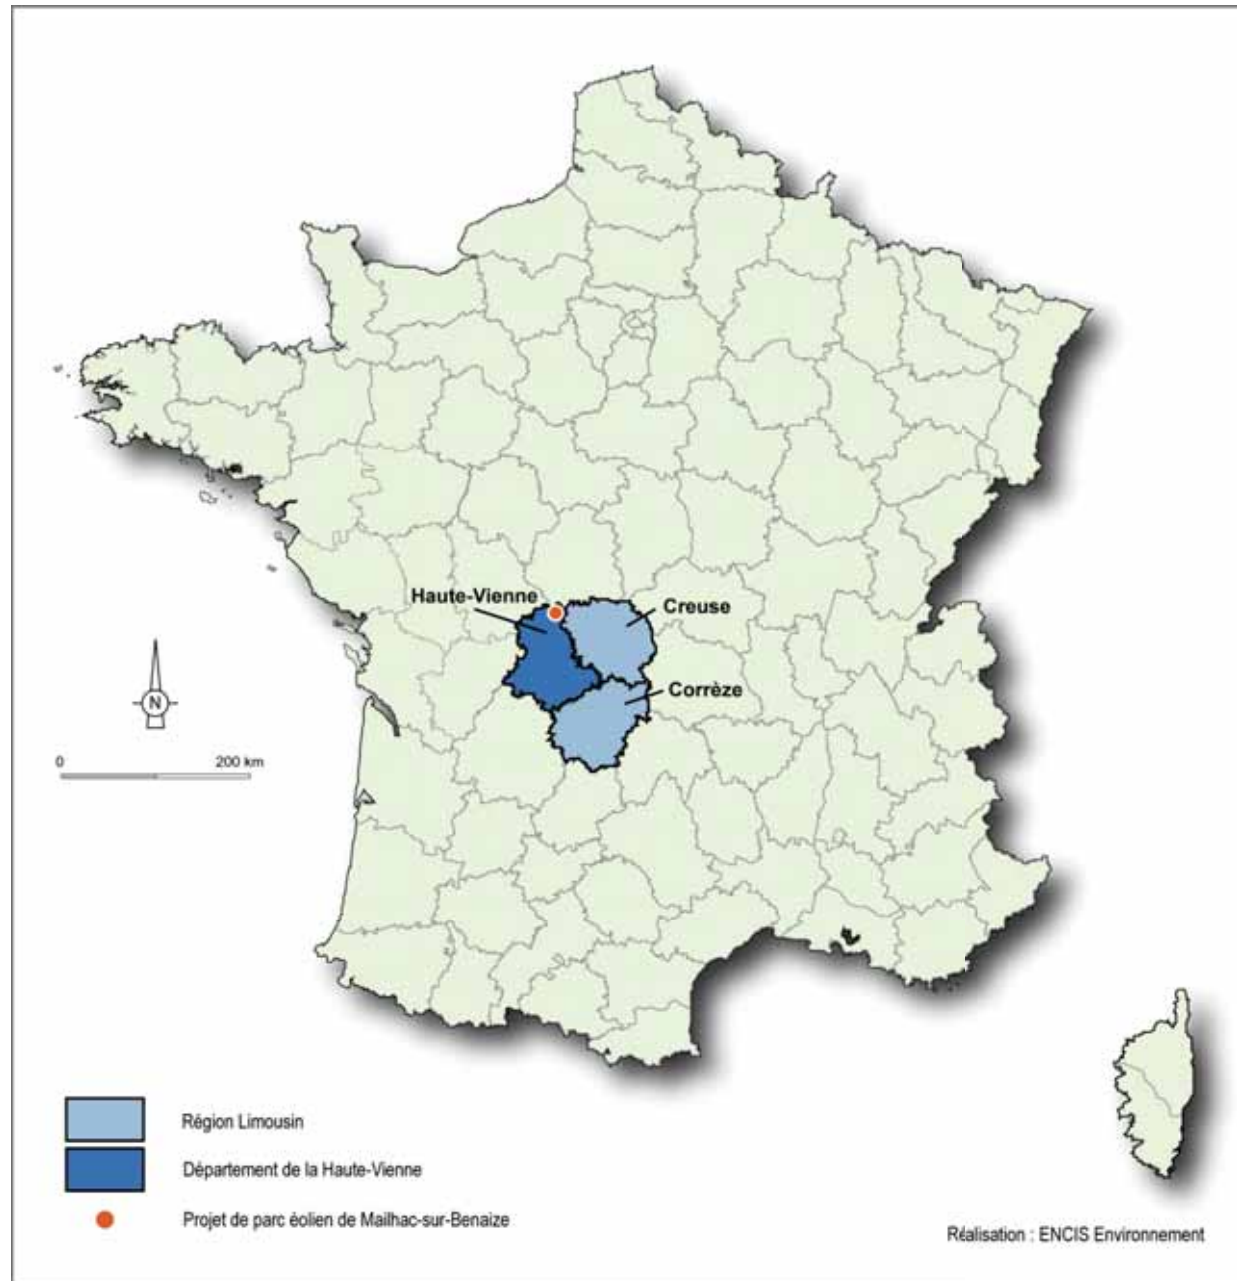 Haute-Vienne
Creuse
Corrèze
N
0 200 km
Région Limousin
Département de la Haute-Vienne
Projet de parc éolien de Mailhac-sur-Benaize
Réalisation : ENCIS Environnement